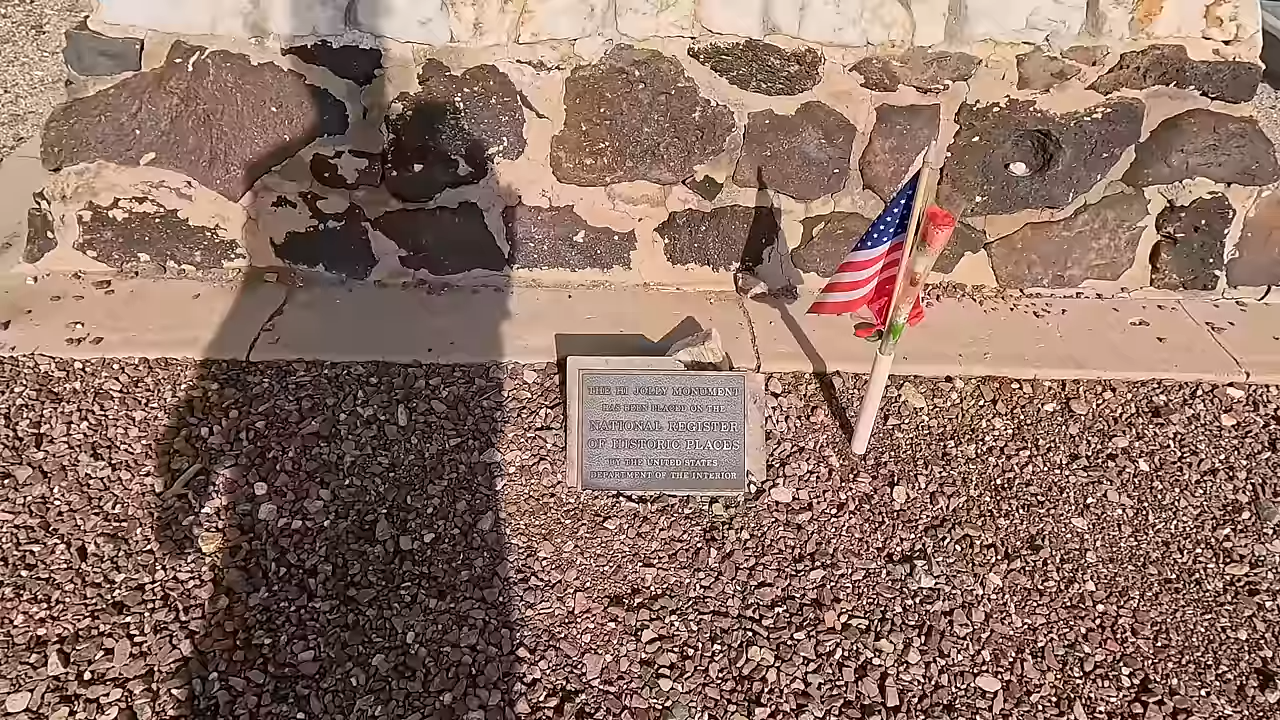 THE HI JOLLY MONUMENT
HAS BEEN PLACED ON THE
NATIONAL REGISTER
OF HISTORIC PLACES
BY THE UNITED STATES
DEPARTMENT OF THE INTERIOR